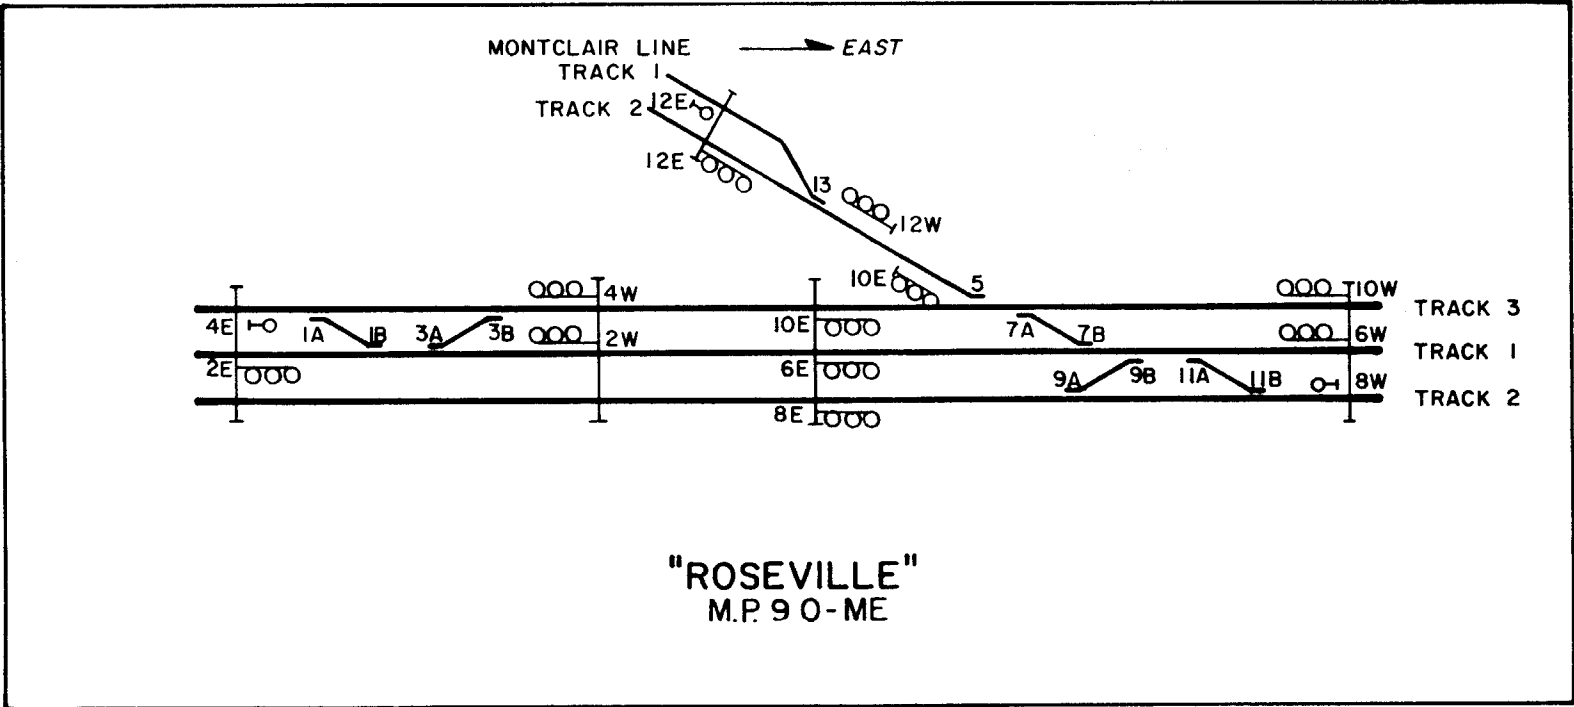 MONTCLAIR LINE EAST
TRACK 1
TRACK 2
12E
12E
13
12W
10E
5
4W
10W
TRACK 3
4E
1A
1B
3A
3B
2W
10E
7A
7B
6W
TRACK 1
2E
6E
9A
9B
11A
11B
8W
TRACK 2
8E
"ROSEVILLE"
M.P. 9 0-ME